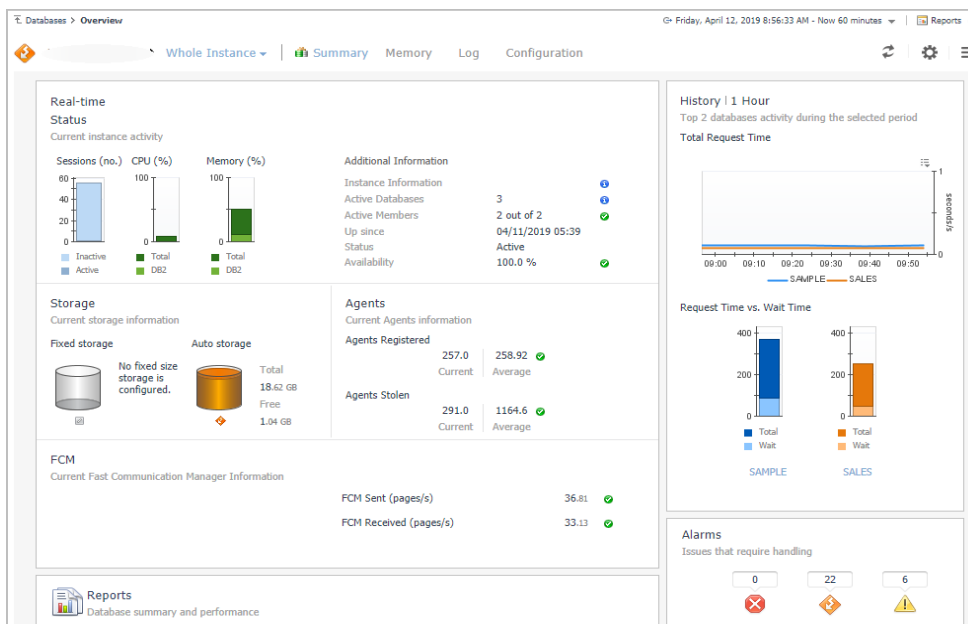 Databases > Overview
Friday, April 12, 2019 8:56:33 AM - Now 60 minutes
Reports
Whole Instance
Summary
Memory
Log
Configuration
Real-time
Status
Current instance activity
Sessions (no.)
CPU (%)
Memory (%)
60
40
20
0
100
0
100
0
Inactive
Active
Total
DB2
Total
DB2
Additional Information
Instance Information
Active Databases 3
Active Members 2 out of 2
Up since 04/11/2019 05:39
Status Active
Availability 100.0 %
Storage
Current storage information
Fixed storage
No fixed size
storage is
configured.
Auto storage
Total
18.62 GB
Free
1.04 GB
Agents
Current Agents information
Agents Registered
257.0 258.92
Current Average
Agents Stolen
291.0 1164.6
Current Average
FCM
Current Fast Communication Manager Information
FCM Sent (pages/s) 36.81
FCM Received (pages/s) 33.13
Reports
Database summary and performance
History | 1 Hour
Top 2 databases activity during the selected period
Total Request Time
1
0
seconds/s
09:00 09:10 09:20 09:30 09:40 09:50
SAMPLE SALES
Request Time vs. Wait Time
400
200
0
400
200
0
Total
Wait
Total
Wait
SAMPLE
SALES
Alarms
Issues that require handling
0 22 6